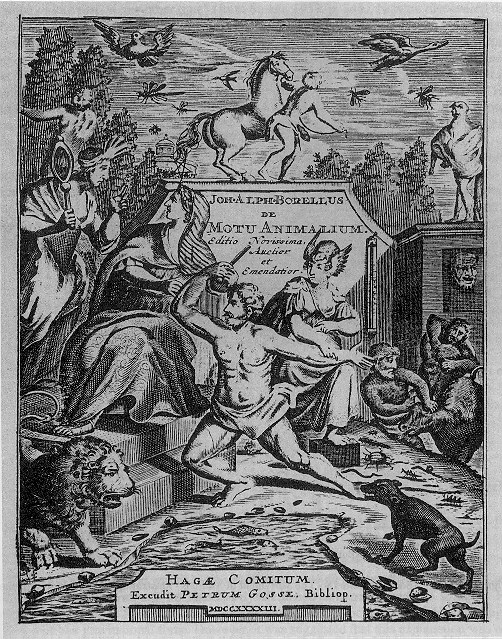 JOH·ALPH·BORELLUS
DE
MOTU ANIMALIUM.
Editio Novissima,
Auctior
et
Emendatior
HAGÆ COMITUM.
Excudit PETRUM GOSSE, Bibliop.
MDCCXXXXIII.